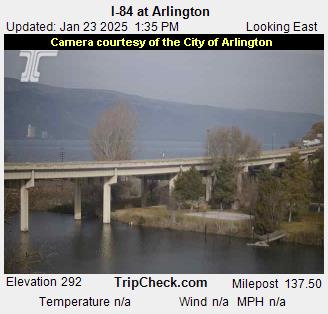 I-84 at Arlington
Updated: Jan 23 2025 1:35 PM Looking East
Camera courtesy of the City of Arlington
Elevation 292 TripCheck.com Milepost 137.50
Temperature n/a Wind n/a MPH n/a